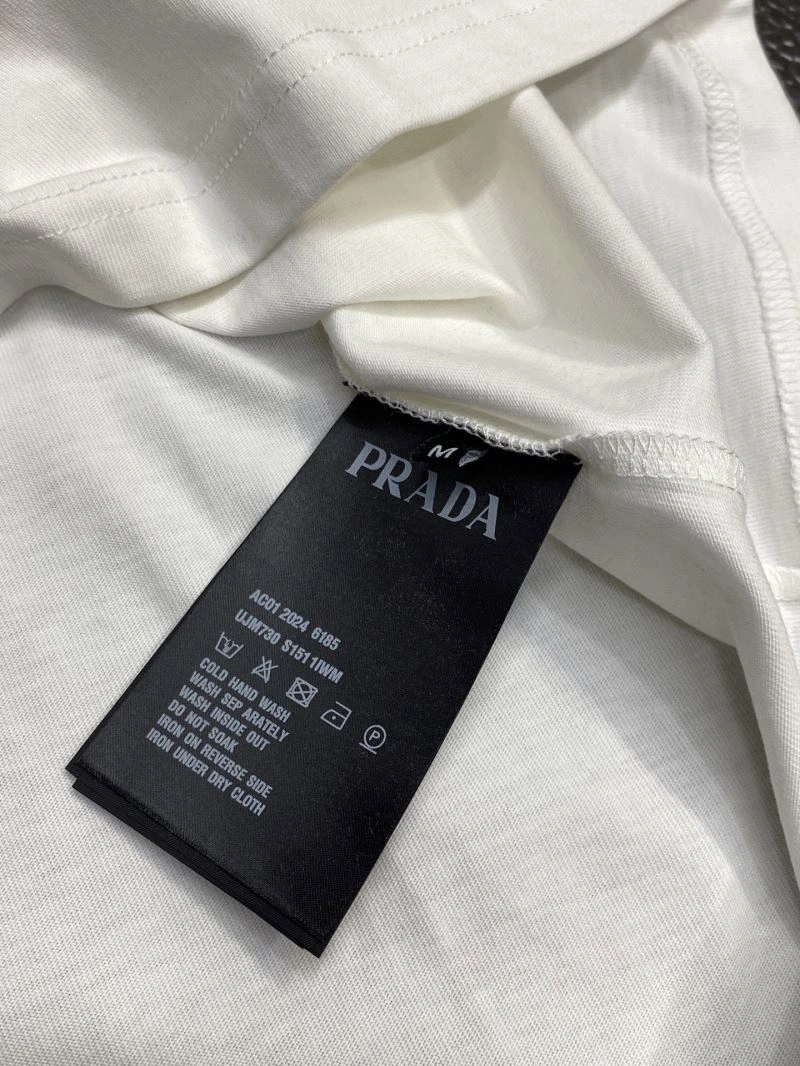 M
PRADA
AC01 2024 6185
UJM730 S151 1IWM
P
COLD HAND WASH
WASH SEP ARATELY
WASH INSIDE OUT
DO NOT SOAK
IRON ON REVERSE SIDE
IRON UNDER DRY CLOTH